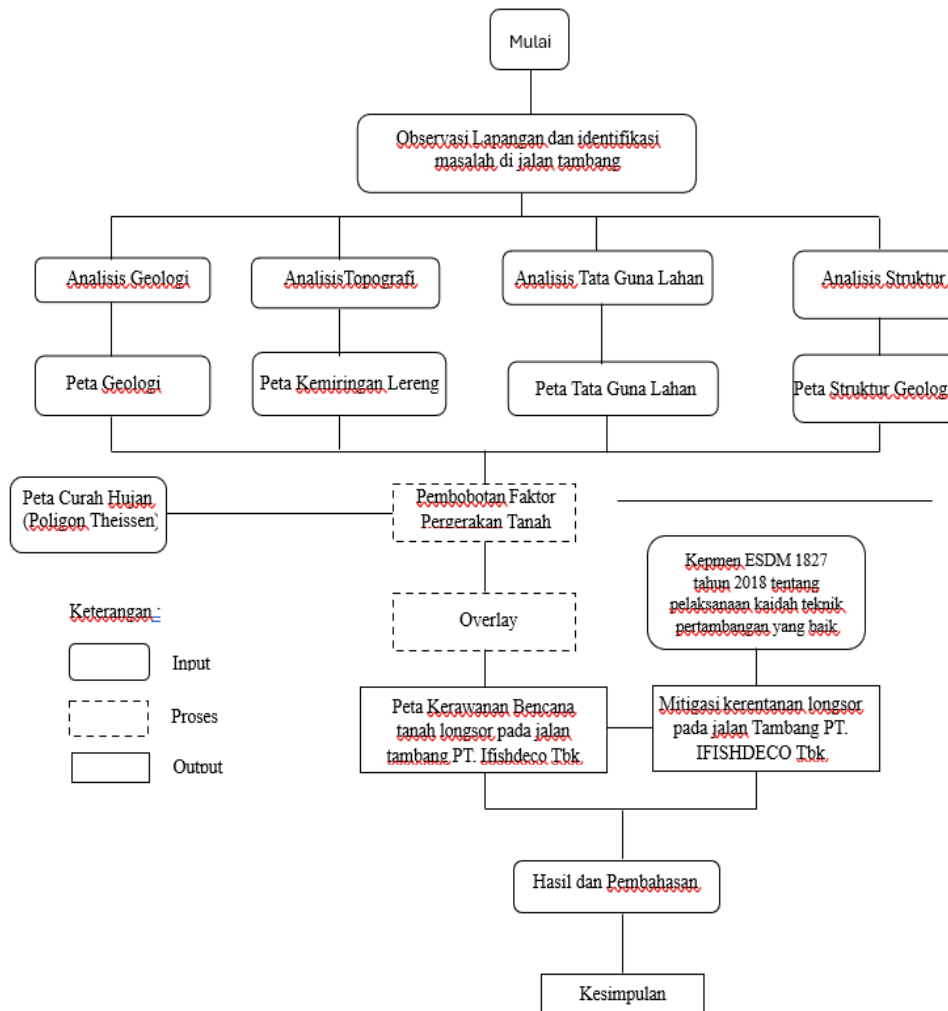 Mulai
Observasi Lapangan dan identifikasi
masalah di jalan tambang
Analisis Geologi
AnalisisTopografi
Analisis Tata Guna Lahan
Analisis Struktur
Peta Geologi
Peta Kemiringan Lereng
Peta Tata Guna Lahan
Peta Struktur Geolog
Peta Curah Hujan
(Poligon Theissen)
Pembobotan Faktor
Pergerakan Tanah
Kepmen ESDM 1827
tahun 2018 tentang
pelaksanaan kaidah teknik
pertambangan yang baik
Keterangan :
Input
Proses
Output
Overlay
Peta Kerawanan Bencana
tanah longsor pada jalan
tambang PT. Ifishdeco Tbk
Mitigasi kerentanan longsor
pada jalan Tambang PT.
IFISHDECO Tbk
Hasil dan Pembahasan
Kesimpulan